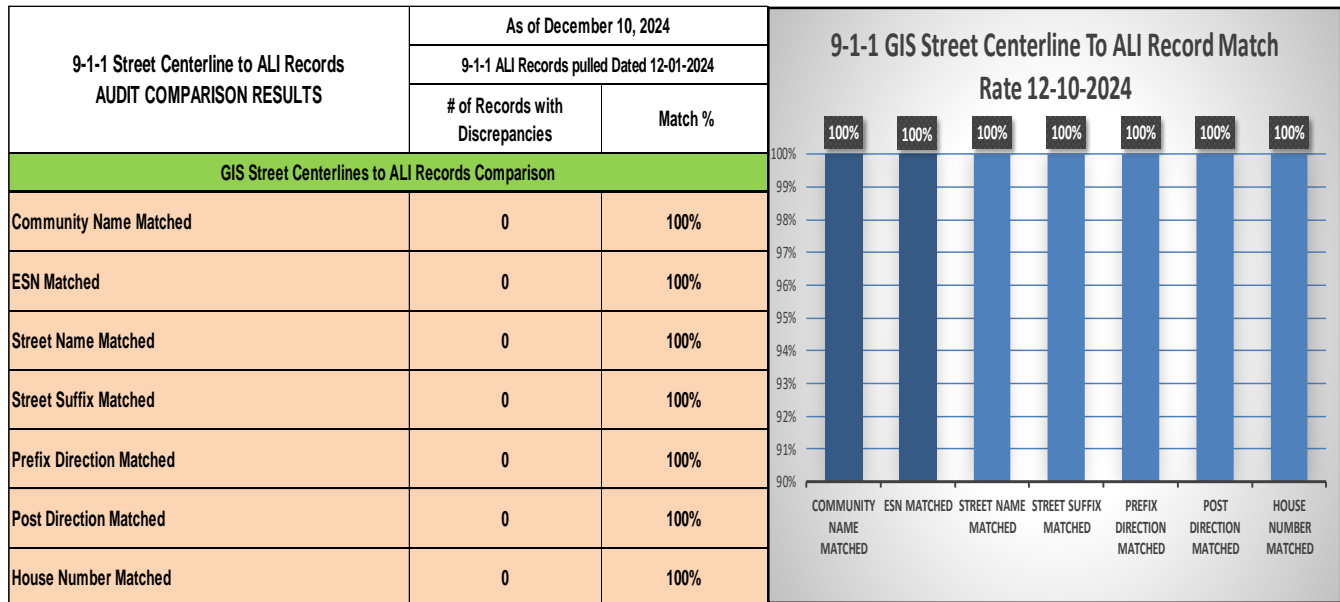 9-1-1 Street Centerline to ALI Records
AUDIT COMPARISON RESULTS
As of December 10, 2024
9-1-1 ALI Records pulled Dated 12-01-2024
# of Records with
Discrepancies
Match %
GIS Street Centerlines to ALI Records Comparison
Community Name Matched 0 100%
ESN Matched 0 100%
Street Name Matched 0 100%
Street Suffix Matched 0 100%
Prefix Direction Matched 0 100%
Post Direction Matched 0 100%
House Number Matched 0 100%
9-1-1 GIS Street Centerline To ALI Record Match
Rate 12-10-2024
100% 100% 100% 100% 100% 100% 100%
100%
99%
98%
97%
96%
95%
94%
93%
92%
91%
90%
COMMUNITY
NAME
MATCHED
ESN MATCHED
STREET NAME
MATCHED
STREET SUFFIX
MATCHED
PREFIX
DIRECTION
MATCHED
POST
DIRECTION
MATCHED
HOUSE
NUMBER
MATCHED